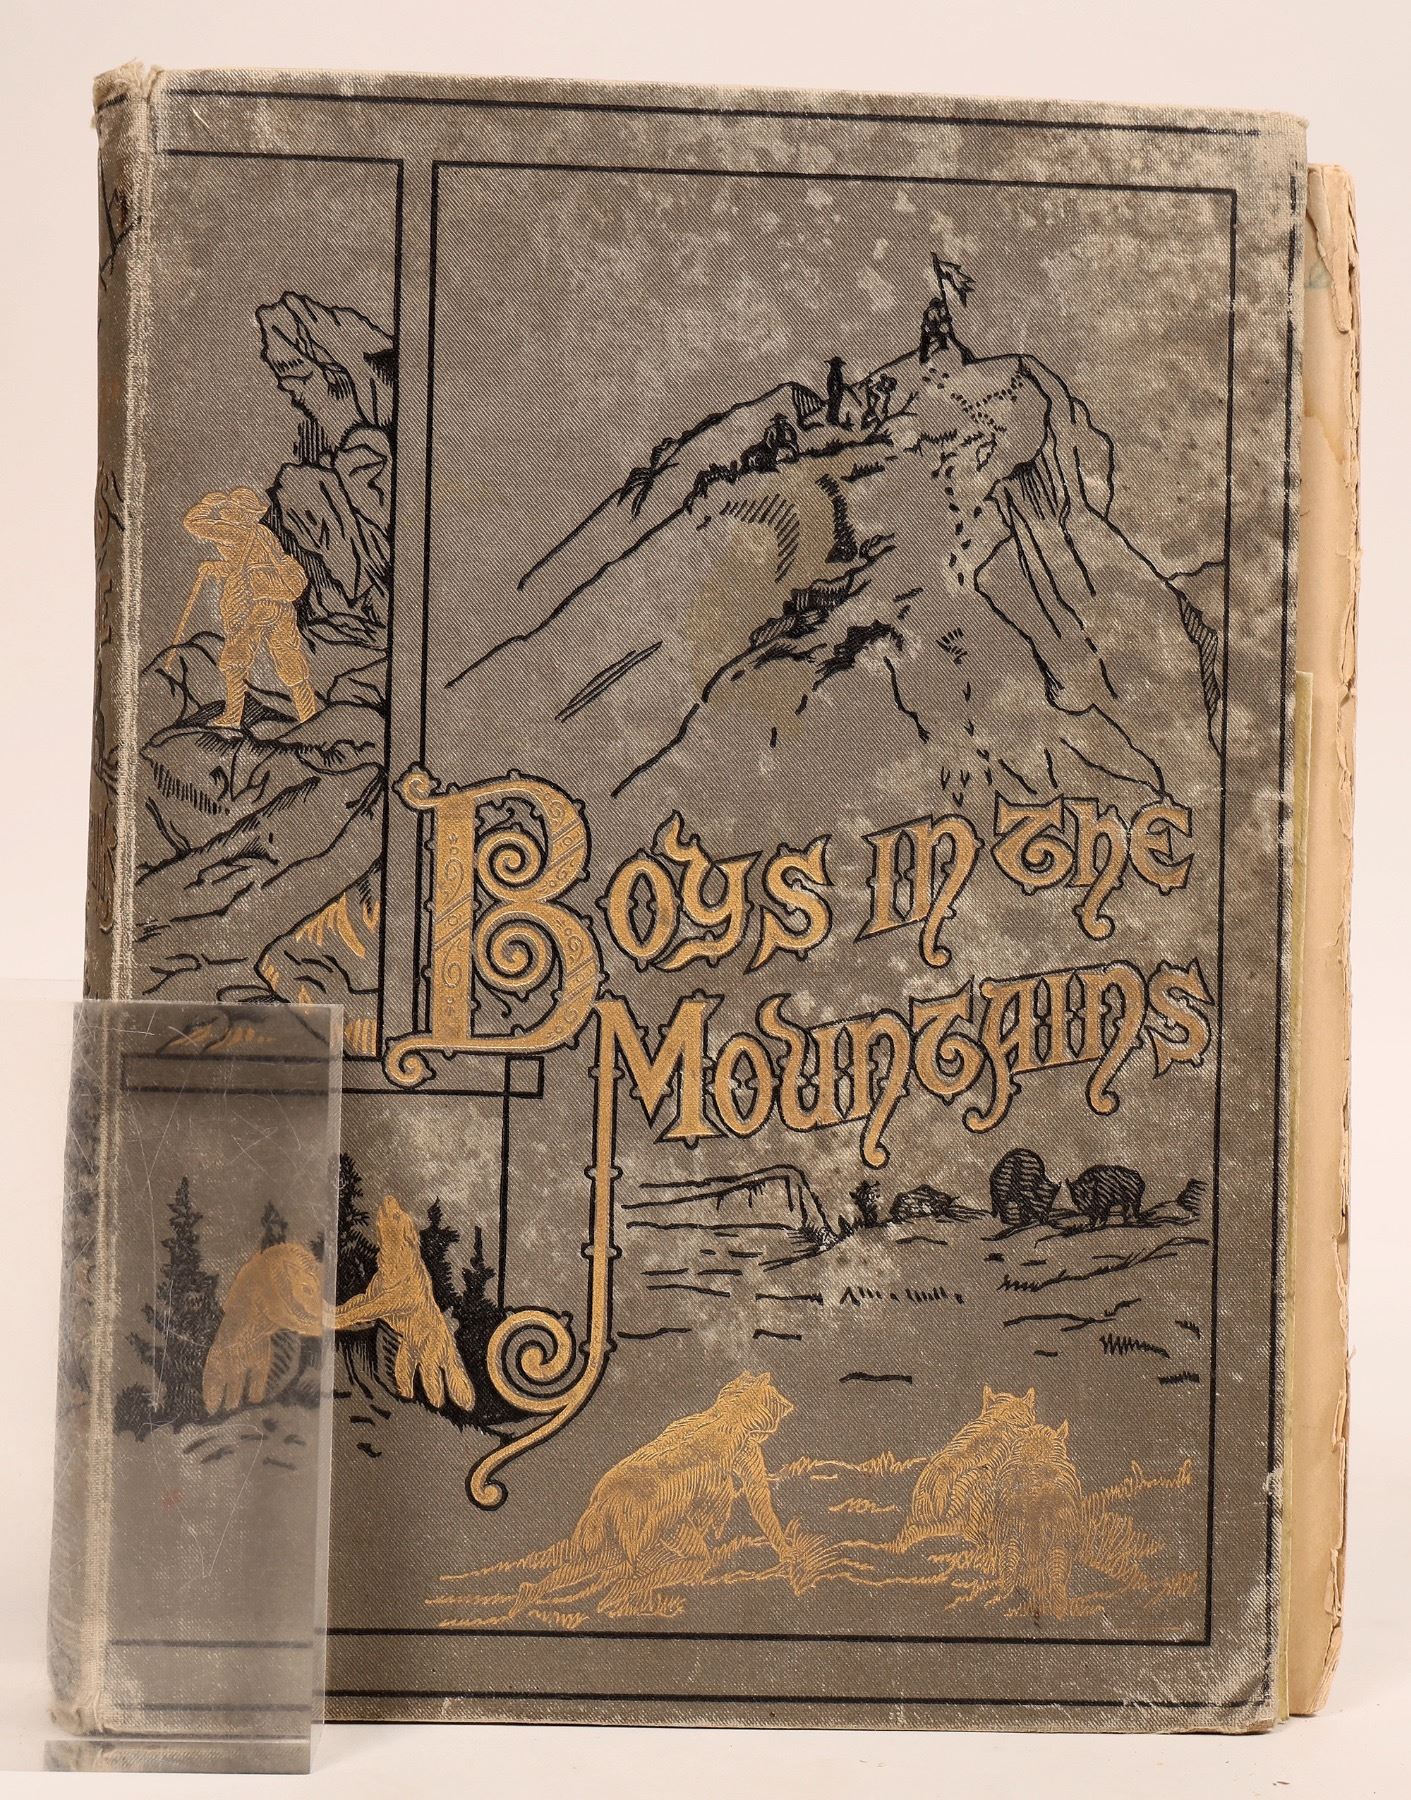 Boys in the
Mountains